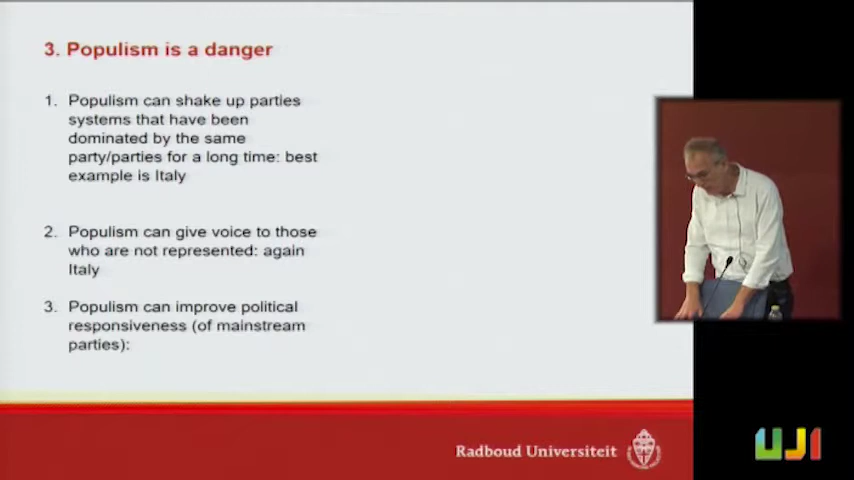 3. Populism is a danger
1. Populism can shake up parties
systems that have been
dominated by the same
party/parties for a long time: best
example is Italy
2. Populism can give voice to those
who are not represented: again
Italy
3. Populism can improve political
responsiveness (of mainstream
parties):
Radboud Universiteit
UJI